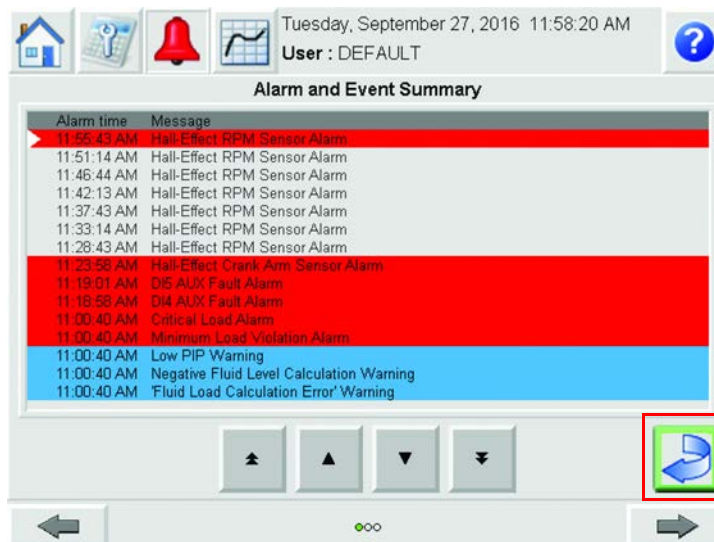 Tuesday, September 27, 2016 11:58:20 AM
User : DEFAULT
?
Alarm and Event Summary
Alarm time Message
11:55:43 AM Hall-Effect RPM Sensor Alarm
11:51:14 AM Hall-Effect RPM Sensor Alarm
11:46:44 AM Hall-Effect RPM Sensor Alarm
11:42:13 AM Hall-Effect RPM Sensor Alarm
11:37:43 AM Hall-Effect RPM Sensor Alarm
11:33:14 AM Hall-Effect RPM Sensor Alarm
11:28:43 AM Hall-Effect RPM Sensor Alarm
11:23:58 AM Hall-Effect Crank Arm Sensor Alarm
11:19:01 AM DI5 AUX Fault Alarm
11:18:58 AM DI4 AUX Fault Alarm
11:00:40 AM Critical Load Alarm
11:00:40 AM Minimum Load Violation Alarm
11:00:40 AM Low PIP Warning
11:00:40 AM Negative Fluid Level Calculation Warning
11:00:40 AM 'Fluid Load Calculation Error' Warning